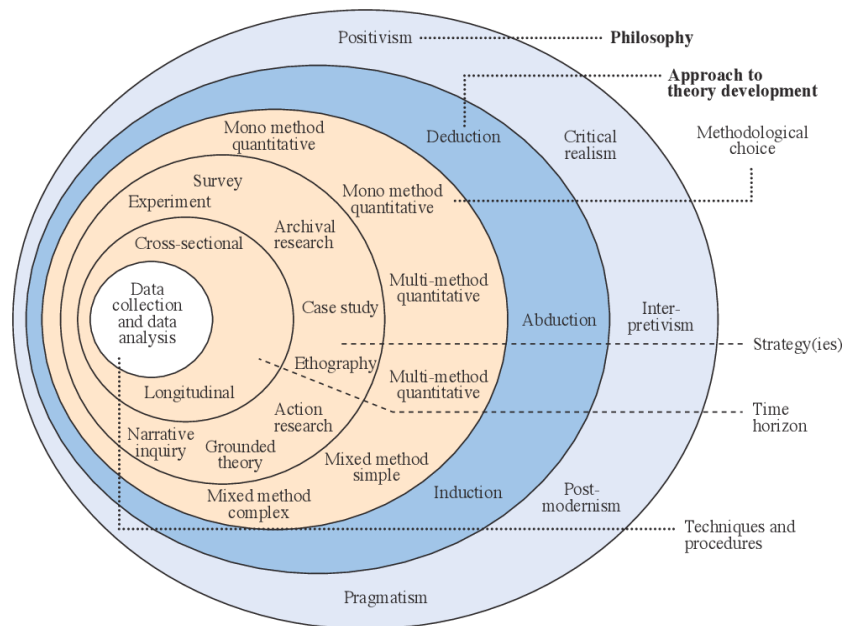 Positivism
Philosophy
Approach to
theory development
Mono method
quantitative
Deduction
Critical
realism
Methodological
choice
Survey
Experiment
Mono method
quantitative
Archival
research
Cross-sectional
Data
collection
and data
analysis
Multi-method
quantitative
Case study
Abduction
Inter-
pretivism
Strategy(ies)
Ethography
Multi-method
quantitative
Longitudinal
Time
horizon
Action
research
Narrative
inquiry
Grounded
theory
Mixed method
simple
Mixed method
complex
Induction
Post-
modernism
Techniques and
procedures
Pragmatism